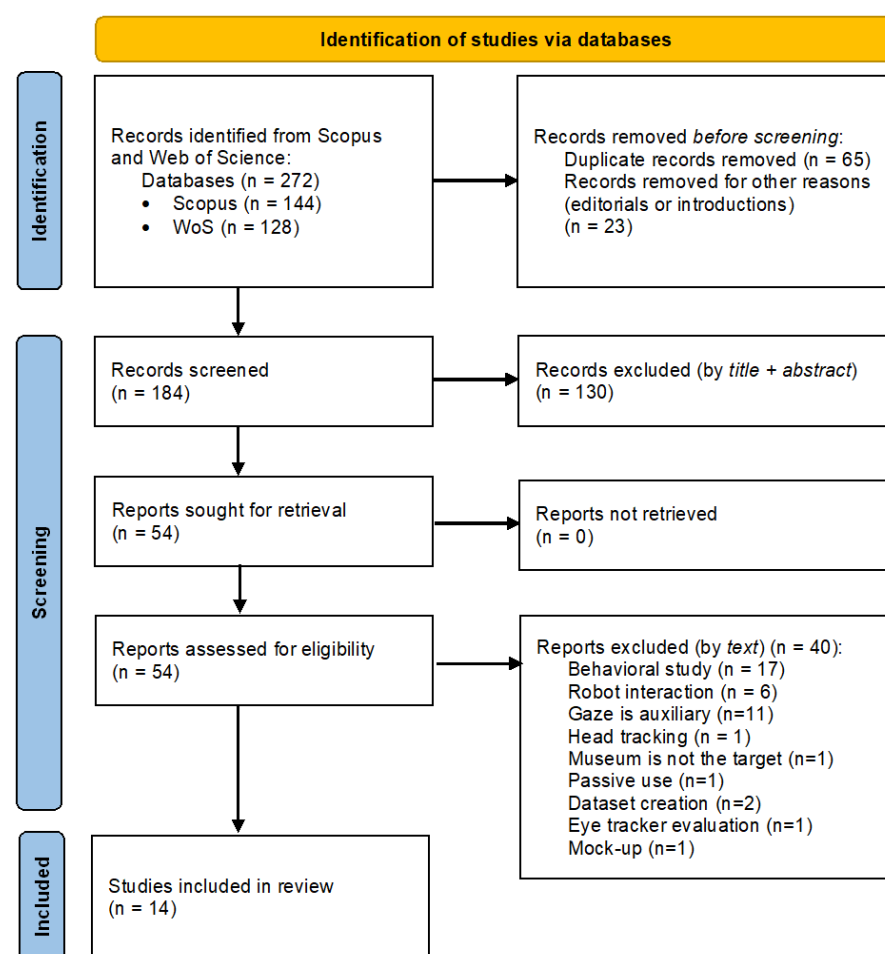 Identification of studies via databases
Identification
Records identified from Scopus
and Web of Science:
Databases (n = 272)
• Scopus (n = 144)
• WoS (n = 128)
Records removed before screening:
Duplicate records removed (n = 65)
Records removed for other reasons
(editorials or introductions)
(n = 23)
Screening
Records screened
(n = 184)
Records excluded (by title + abstract)
(n = 130)
Reports sought for retrieval
(n = 54)
Reports not retrieved
(n = 0)
Reports assessed for eligibility
(n = 54)
Reports excluded (by text) (n = 40):
Behavioral study (n = 17)
Robot interaction (n = 6)
Gaze is auxiliary (n=11)
Head tracking (n = 1)
Museum is not the target (n=1)
Passive use (n=1)
Dataset creation (n=2)
Eye tracker evaluation (n=1)
Mock-up (n=1)
Included
Studies included in review
(n = 14)